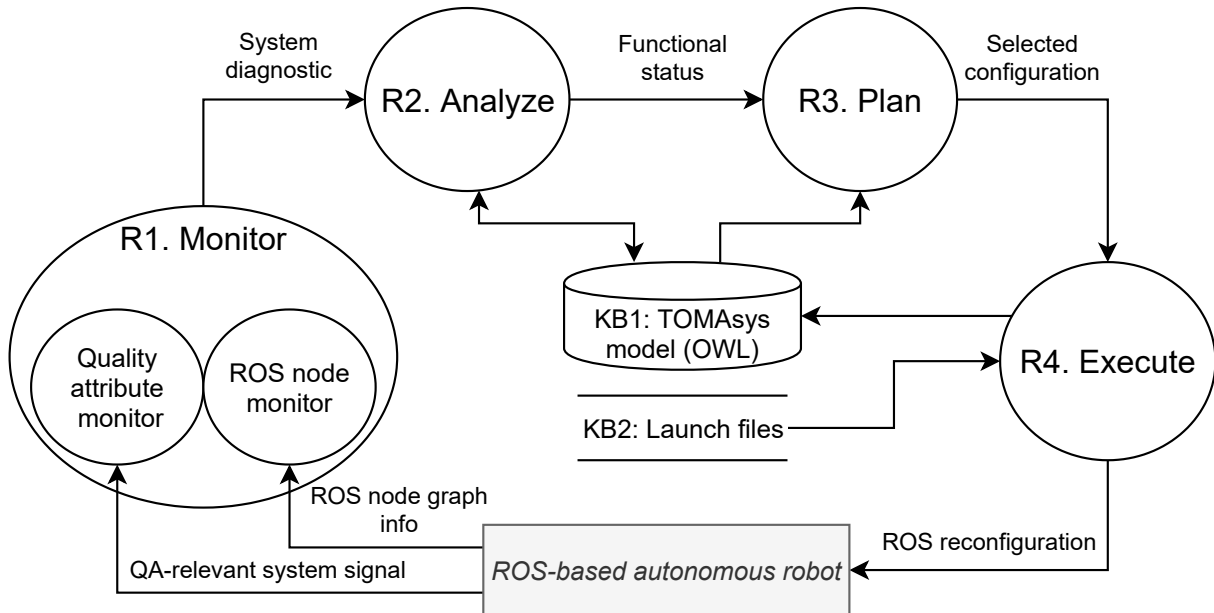 System
diagnostic
R2. Analyze
Functional
status
R3. Plan
Selected
configuration
R1. Monitor
Quality
attribute
monitor
ROS node
monitor
KB1: TOMAsys
model (OWL)
KB2: Launch files
R4. Execute
ROS node graph
info
QA-relevant system signal
ROS-based autonomous robot
ROS reconfiguration